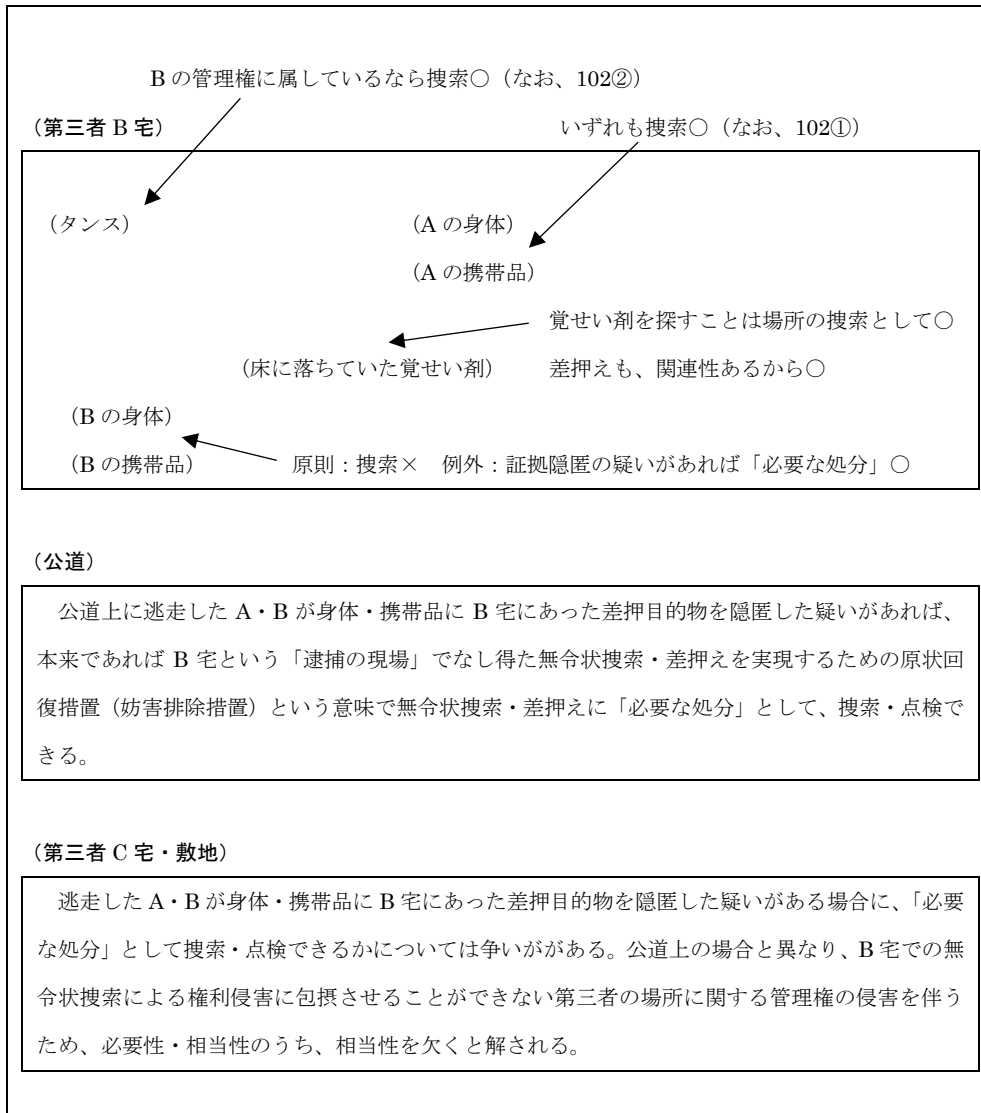 B の管理権に属しているなら捜索○（なお、102②）
（第三者 B 宅）
いずれも捜索○（なお、102①）
（タンス）
（A の身体）
（A の携帯品）
覚せい剤を探すことは場所の捜索として○
（床に落ちていた覚せい剤）
差押えも、関連性あるから○
（B の身体）
（B の携帯品）
原則：捜索×　例外：証拠隠匿の疑いがあれば「必要な処分」○
（公道）
公道上に逃走した A・B が身体・携帯品に B 宅にあった差押目的物を隠匿した疑いがあれば、
本来であれば B 宅という「逮捕の現場」でなし得た無令状捜索・差押えを実現するための原状回
復措置（妨害排除措置）という意味で無令状捜索・差押えに「必要な処分」として、捜索・点検で
きる。
（第三者 C 宅・敷地）
逃走した A・B が身体・携帯品に B 宅にあった差押目的物を隠匿した疑いがある場合に、「必要
な処分」として捜索・点検できるかについては争いががある。公道上の場合と異なり、B 宅での無
令状捜索による権利侵害に包摂させることができない第三者の場所に関する管理権の侵害を伴う
ため、必要性・相当性のうち、相当性を欠くと解される。